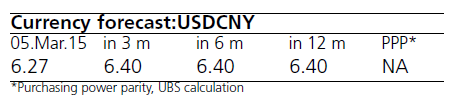 Currency forecast:USDCNY
05.Mar.15 in 3 m in 6 m in 12 m PPP*
6.27 6.40 6.40 6.40 NA
*Purchasing power parity, UBS calculation